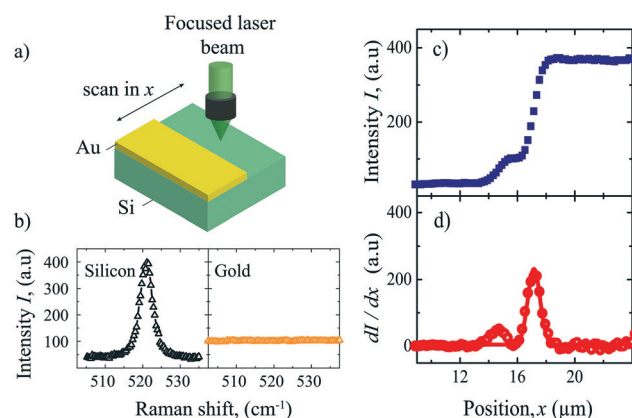 a)
Focused laser
beam
scan in x
Au
Si
b)
Intensity I, (a.u)
400
300
200
100
Silicon
Gold
510 520 530 510 520 530
Raman shift, (cm-1)
c)
Intensity I, (a.u)
400
200
0
d)
dI / dx (a.u)
400
200
0
12 16 20
Position, x (µm)